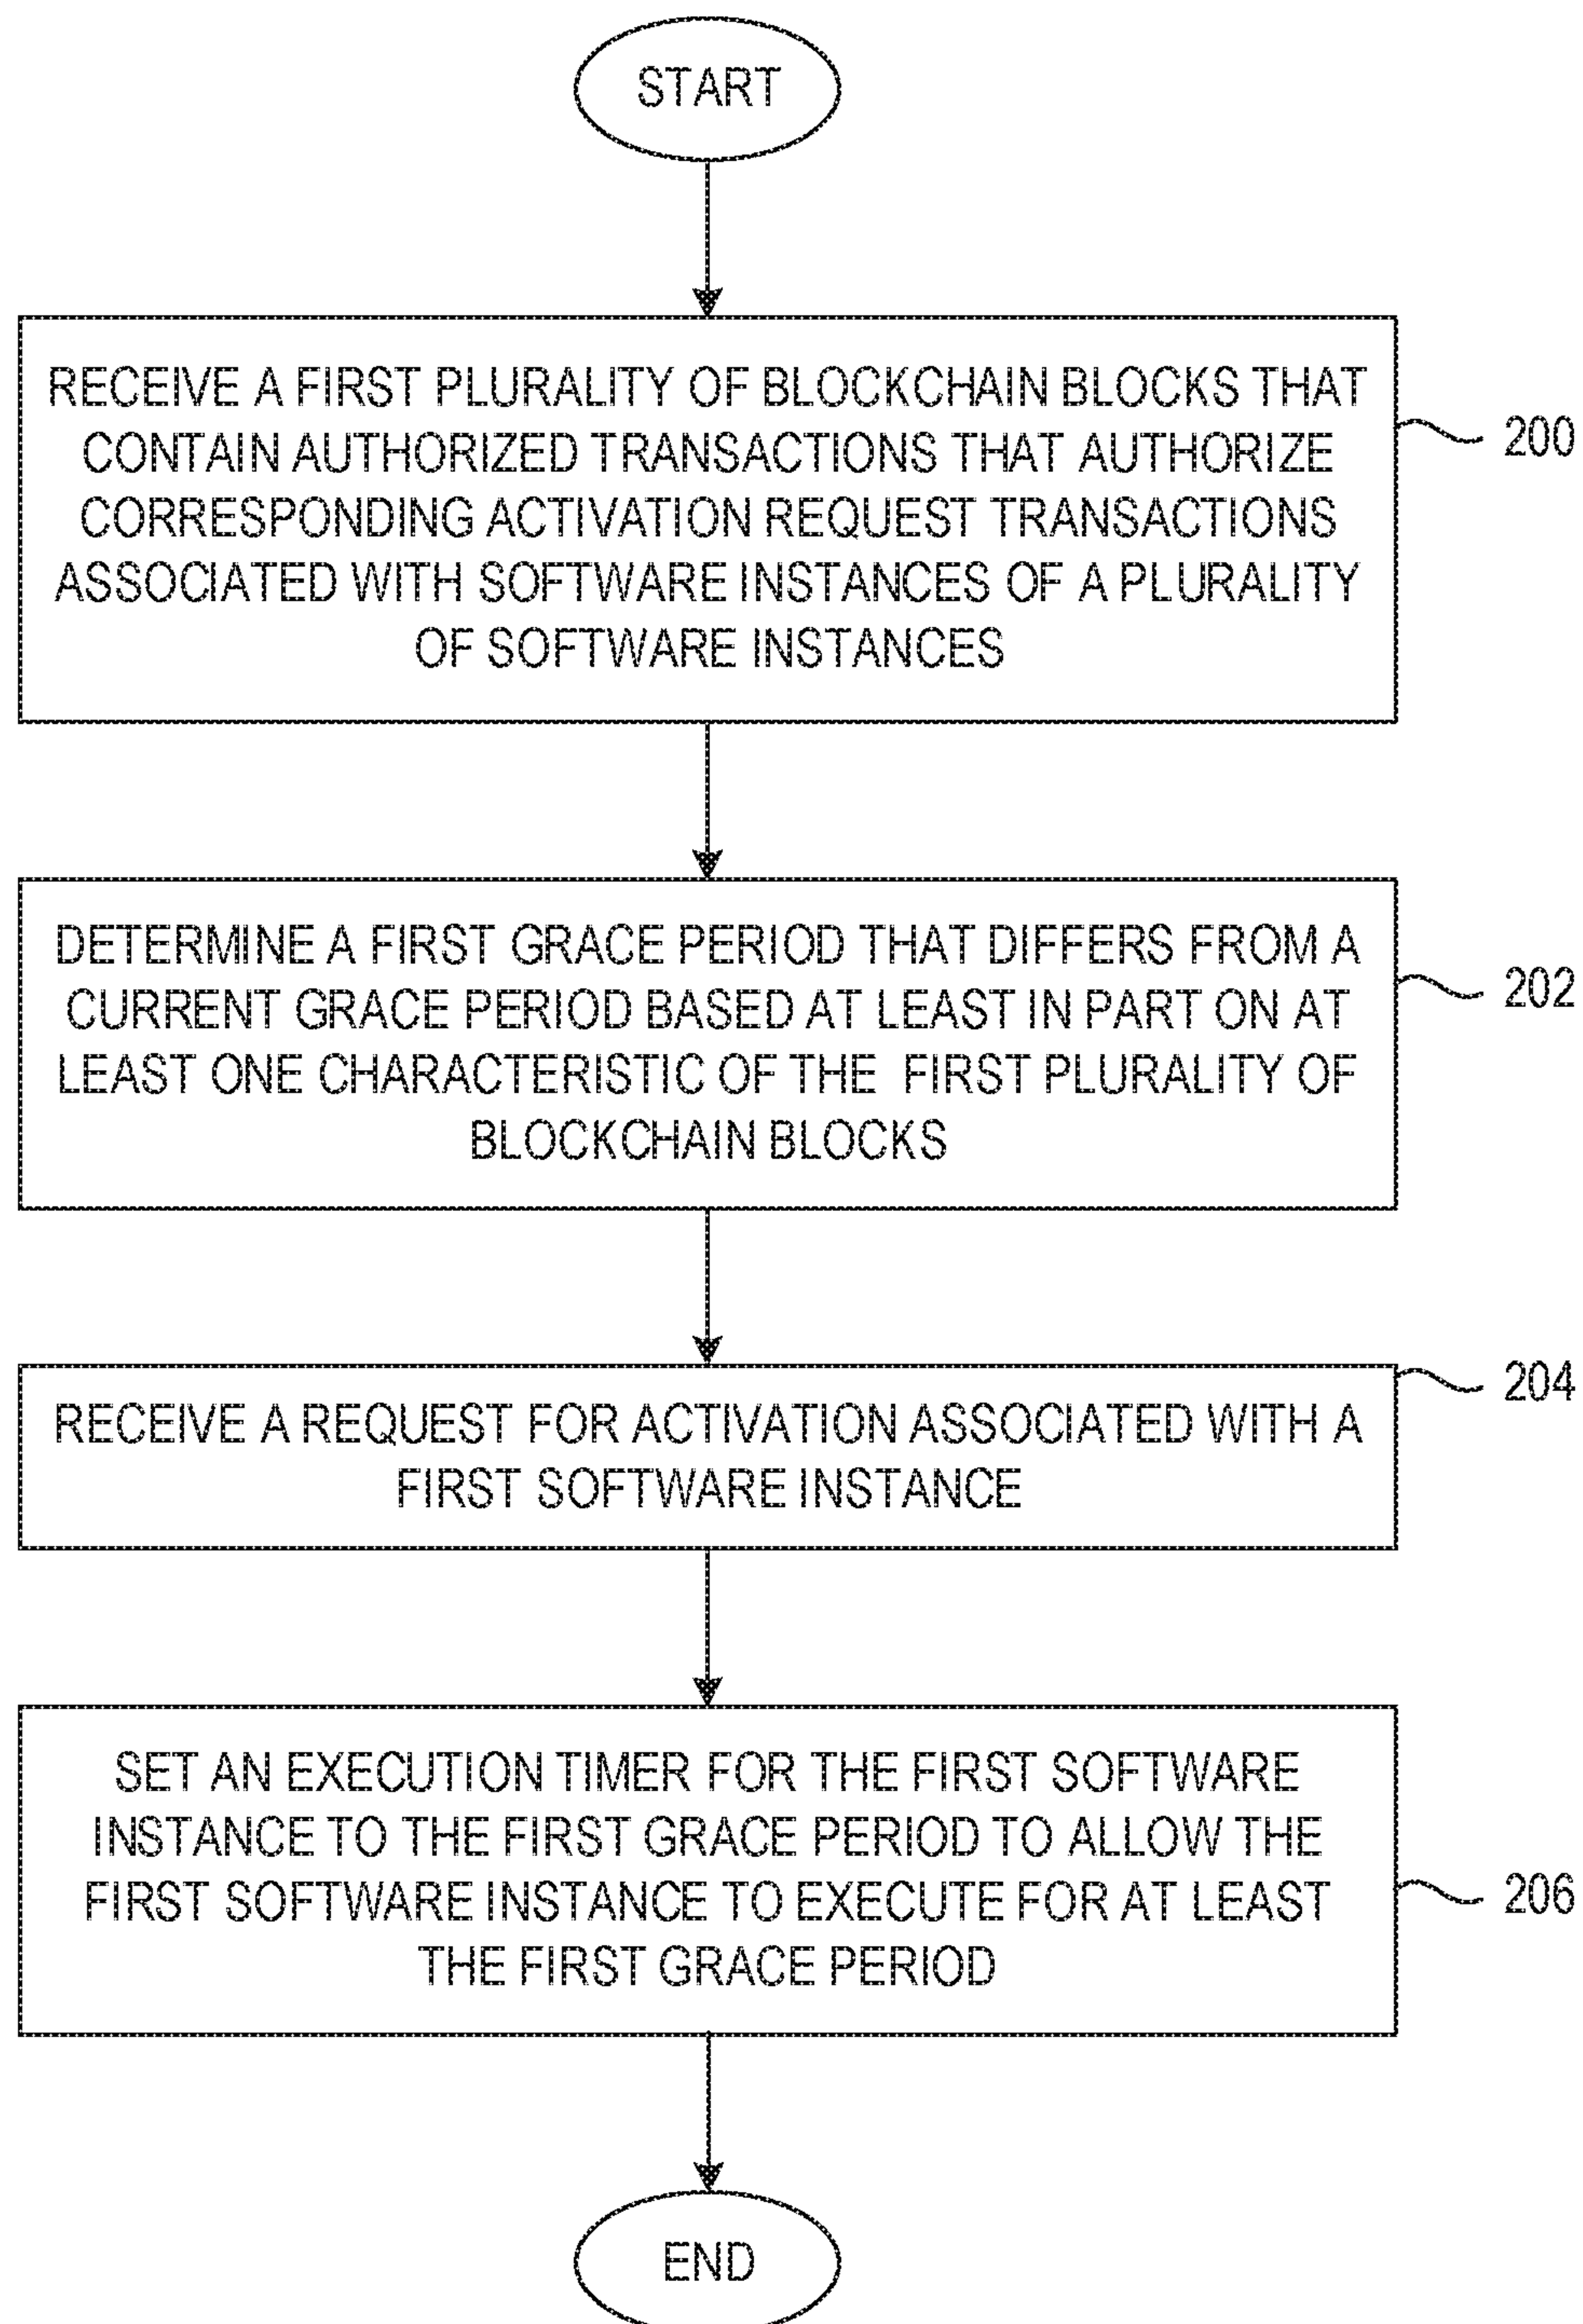 START
RECEIVE A FIRST PLURALITY OF BLOCKCHAIN BLOCKS THAT
CONTAIN AUTHORIZED TRANSACTIONS THAT AUTHORIZE
CORRESPONDING ACTIVATION REQUEST TRANSACTIONS
ASSOCIATED WITH SOFTWARE INSTANCES OF A PLURALITY
OF SOFTWARE INSTANCES
200
DETERMINE A FIRST GRACE PERIOD THAT DIFFERS FROM A
CURRENT GRACE PERIOD BASED AT LEAST IN PART ON AT
LEAST ONE CHARACTERISTIC OF THE FIRST PLURALITY OF
BLOCKCHAIN BLOCKS
202
RECEIVE A REQUEST FOR ACTIVATION ASSOCIATED WITH A
FIRST SOFTWARE INSTANCE
204
SET AN EXECUTION TIMER FOR THE FIRST SOFTWARE
INSTANCE TO THE FIRST GRACE PERIOD TO ALLOW THE
FIRST SOFTWARE INSTANCE TO EXECUTE FOR AT LEAST
THE FIRST GRACE PERIOD
206
END